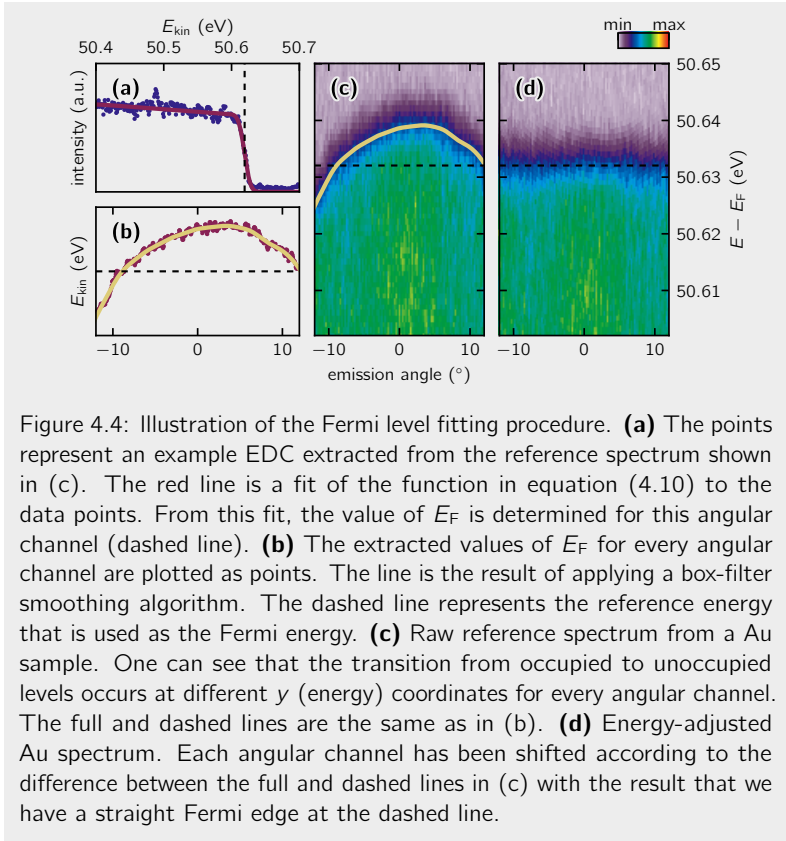 E_kin (eV)
50.4 50.5 50.6 50.7
min max
(a)
intensity (a.u.)
(b)
E_kin (eV)
−10 0 10
(c)
−10 0 10
emission angle (°)
(d)
−10 0 10
50.65
50.64
50.63
50.62
50.61
E − E_F (eV)
Figure 4.4: Illustration of the Fermi level fitting procedure. (a) The points
represent an example EDC extracted from the reference spectrum shown
in (c). The red line is a fit of the function in equation (4.10) to the
data points. From this fit, the value of E_F is determined for this angular
channel (dashed line). (b) The extracted values of E_F for every angular
channel are plotted as points. The line is the result of applying a box-filter
smoothing algorithm. The dashed line represents the reference energy
that is used as the Fermi energy. (c) Raw reference spectrum from a Au
sample. One can see that the transition from occupied to unoccupied
levels occurs at different y (energy) coordinates for every angular channel.
The full and dashed lines are the same as in (b). (d) Energy-adjusted
Au spectrum. Each angular channel has been shifted according to the
difference between the full and dashed lines in (c) with the result that we
have a straight Fermi edge at the dashed line.